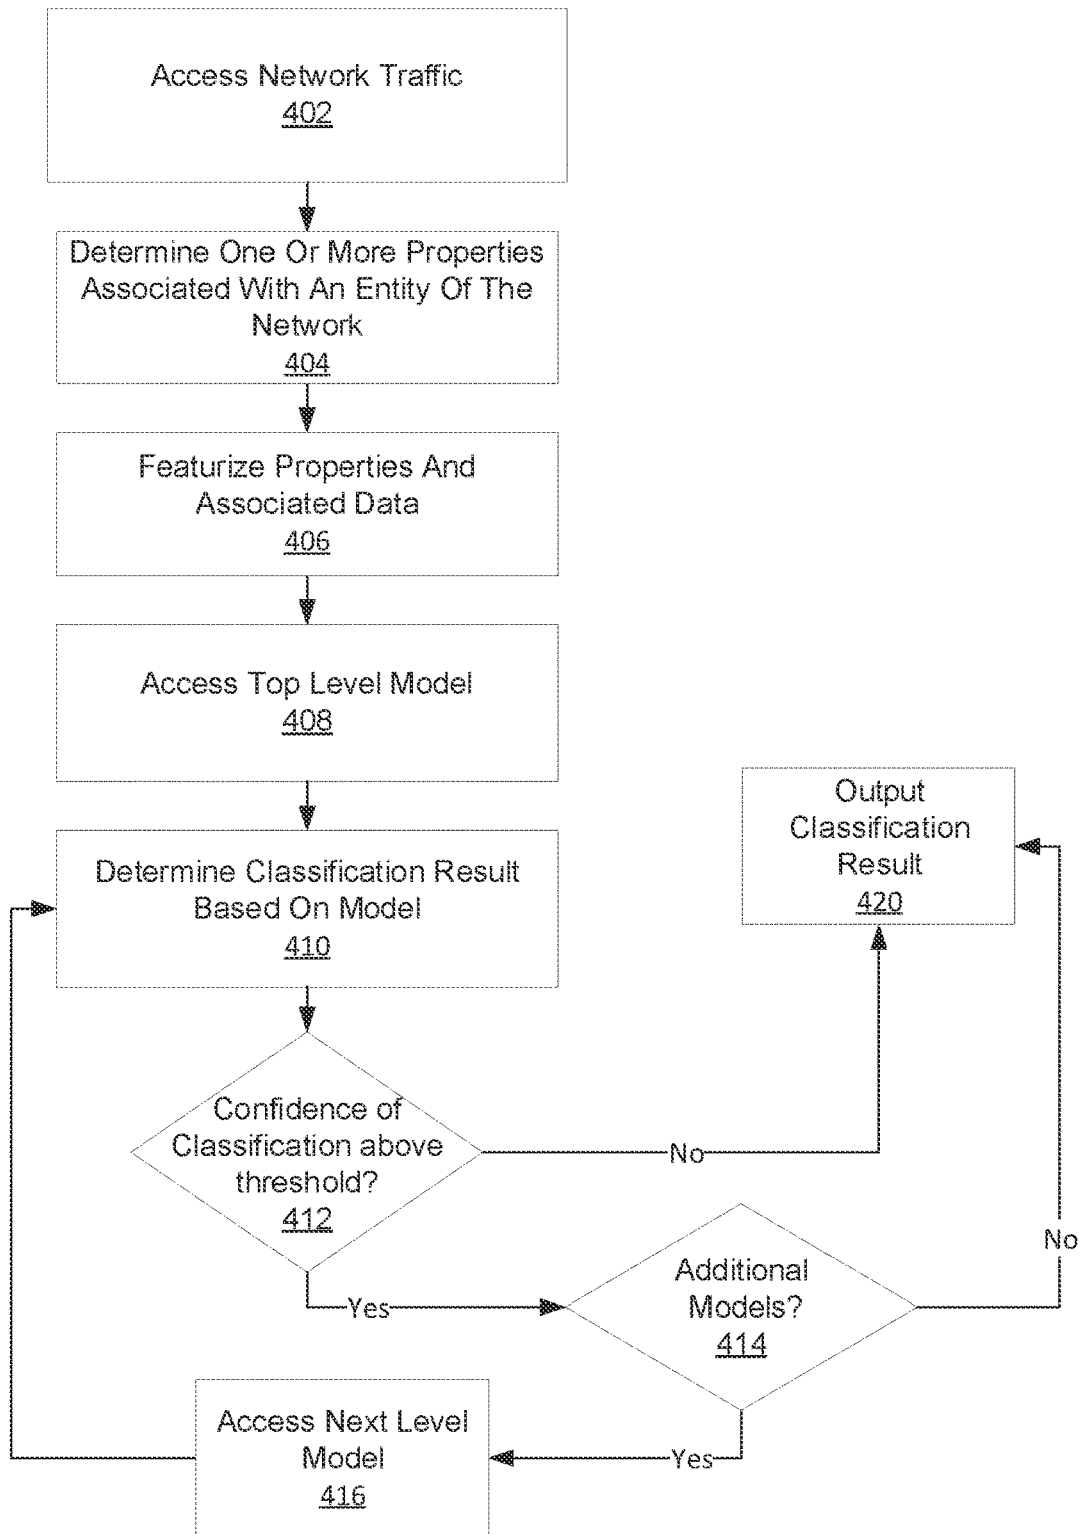 Access Network Traffic
402
Determine One Or More Properties
Associated With An Entity Of The
Network
404
Featurize Properties And
Associated Data
406
Access Top Level Model
408
Output
Classification
Result
420
Determine Classification Result
Based On Model
410
Confidence of
Classification above
threshold?
412
No
No
Additional
Models?
414
Yes
Access Next Level
Model
416
Yes